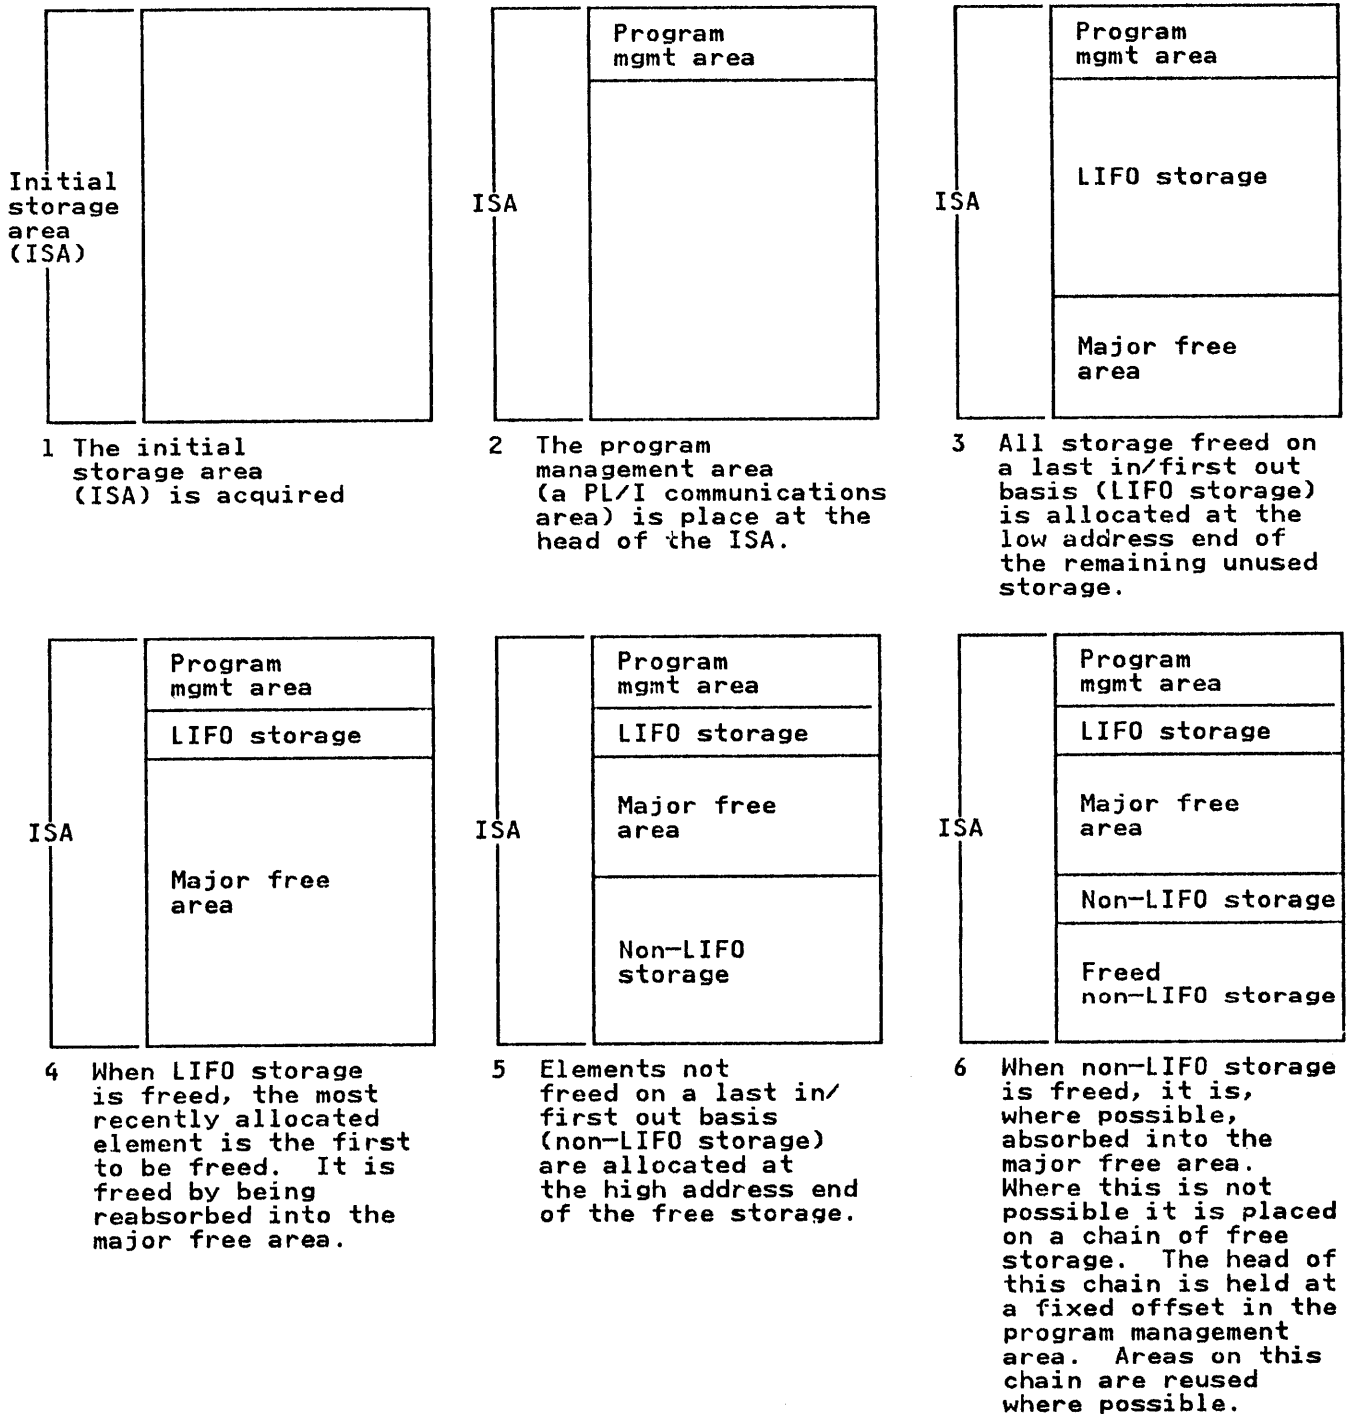 Initial
storage
area
(ISA)
1 The initial
storage area
(ISA) is acquired
Program
mgmt area
ISA
2 The program
management area
(a PL/I communications
area) is place at the
head of the ISA.
Program
mgmt area
LIFO storage
ISA
Major free
area
3 All storage freed on
a last in/first out
basis (LIFO storage)
is allocated at the
low address end of
the remaining unused
storage.
Program
mgmt area
LIFO storage
ISA
Major free
area
4 When LIFO storage
is freed, the most
recently allocated
element is the first
to be freed. It is
freed by being
reabsorbed into the
major free area.
Program
mgmt area
LIFO storage
Major free
area
ISA
Non-LIFO
storage
5 Elements not
freed on a last in/
first out basis
(non-LIFO storage)
are allocated at
the high address end
of the free storage.
Program
mgmt area
LIFO storage
Major free
area
ISA
Non-LIFO storage
Freed
non-LIFO storage
6 When non-LIFO storage
is freed, it is,
where possible,
absorbed into the
major free area.
Where this is not
possible it is placed
on a chain of free
storage. The head of
this chain is held at
a fixed offset in the
program management
area. Areas on this
chain are reused
where possible.